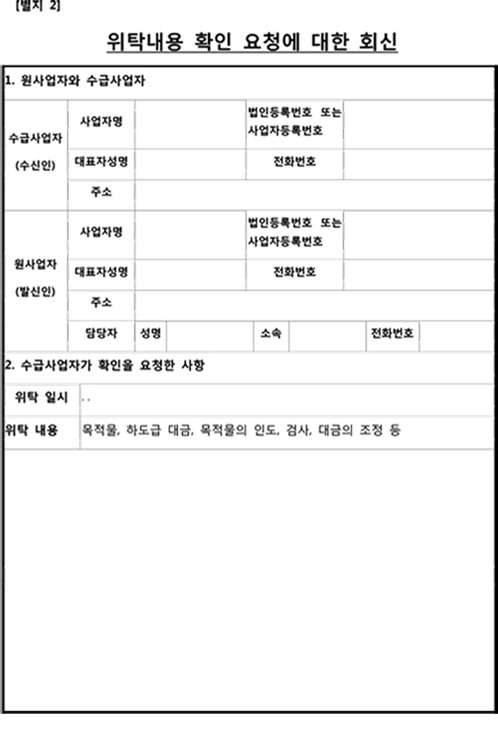 [별지 2]
위탁내용 확인 요청에 대한 회신
1. 원사업자와 수급사업자
수급사업자
(수신인)
사업자명
법인등록번호 또는
사업자등록번호
대표자성명
전화번호
주소
원사업자
(발신인)
사업자명
법인등록번호 또는
사업자등록번호
대표자성명
전화번호
주소
담당자 성명 소속 전화번호
2. 수급사업자가 확인을 요청한 사항
위탁 일시 . .
위탁 내용 목적물, 하도급 대금, 목적물의 인도, 검사, 대금의 조정 등